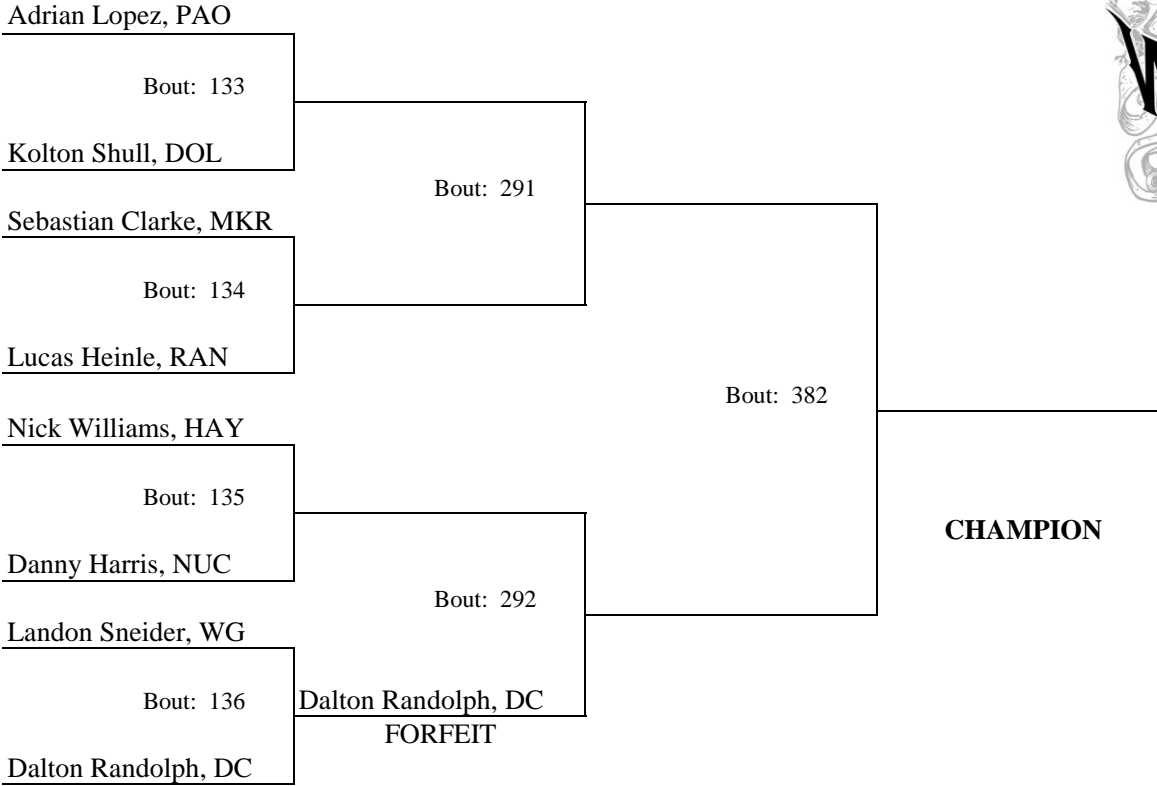 Adrian Lopez, PAO
Bout: 133
Kolton Shull, DOL
Bout: 291
Sebastian Clarke, MKR
Bout: 134
Lucas Heinle, RAN
Bout: 382
Nick Williams, HAY
Bout: 135
CHAMPION
Danny Harris, NUC
Bout: 292
Landon Sneider, WG
Bout: 136
Dalton Randolph, DC
FORFEIT
Dalton Randolph, DC